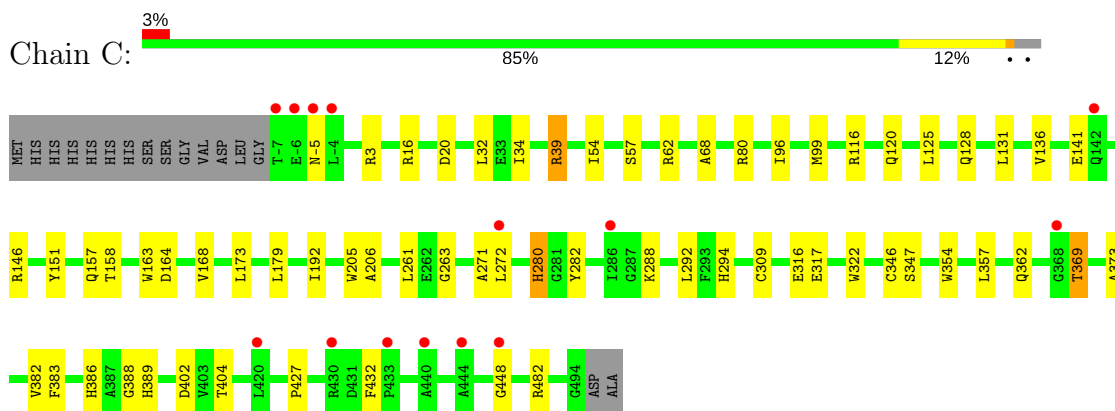 3%
Chain C:
85% 12% • •
MET HIS HIS HIS HIS HIS HIS SER SER GLY VAL ASP LEU GLY T-7 E-6 N-5 L-4 R3 R16 D20 L32 E33 I34 R39 I54 S57 R62 A68 R80 I96 M99 R116 Q120 L125 Q128 L131 V136 E141 Q142
R146 Y151 Q157 T158 W163 D164 V168 L173 L179 I192 W205 A206 L261 E262 G263 A271 L272 H280 G281 Y282 I286 G287 K288 L292 F293 H294 C309 E316 E317 W322 C346 S347 W354 L357 Q362 G368 T369 A373
V382 F383 H386 A387 G388 H389 D402 V403 T404 L420 P427 R430 D431 F432 P433 A440 A444 G448 R482 G494 ASP ALA